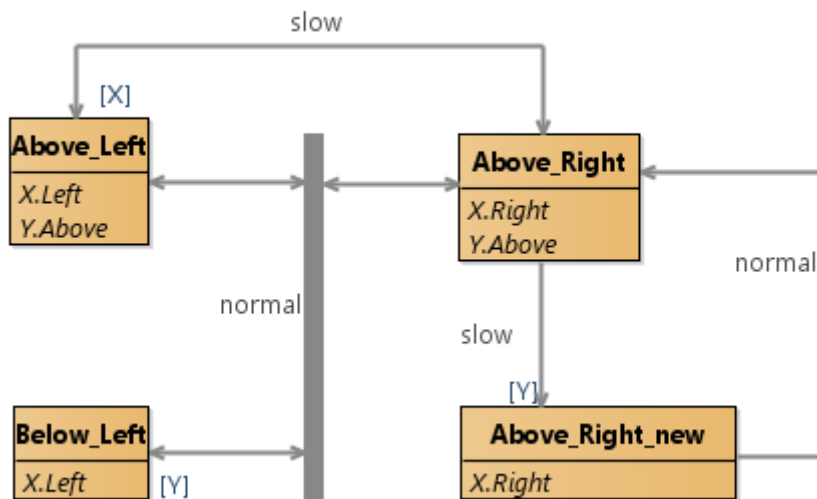 slow
[X]
Above_Left
X.Left
Y.Above
Above_Right
X.Right
Y.Above
normal
normal
slow
[Y]
Below_Left
X.Left
[Y]
Above_Right_new
X.Right